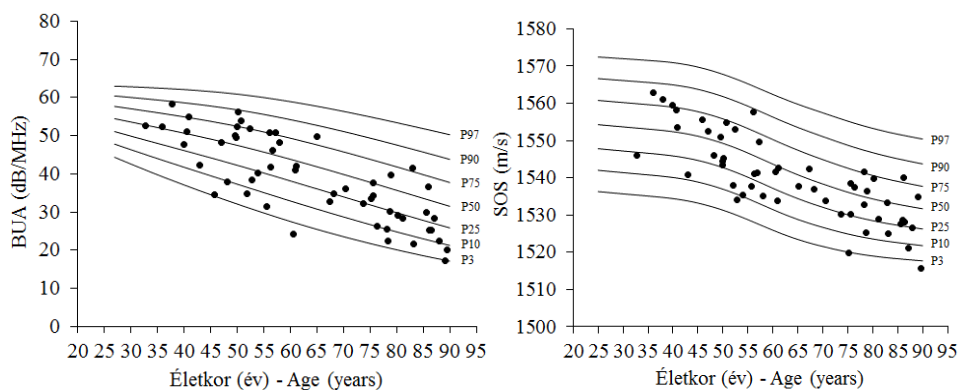 BUA (dB/MHz)
80
70
60
50
40
30
20
10
0
P97
P90
P75
P50
P25
P10
P3
20 25 30 35 40 45 50 55 60 65 70 75 80 85 90 95
Életkor (év) - Age (years)
SOS (m/s)
1580
1570
1560
1550
1540
1530
1520
1510
1500
P97
P90
P75
P50
P25
P10
P3
20 25 30 35 40 45 50 55 60 65 70 75 80 85 90 95
Életkor (év) - Age (years)